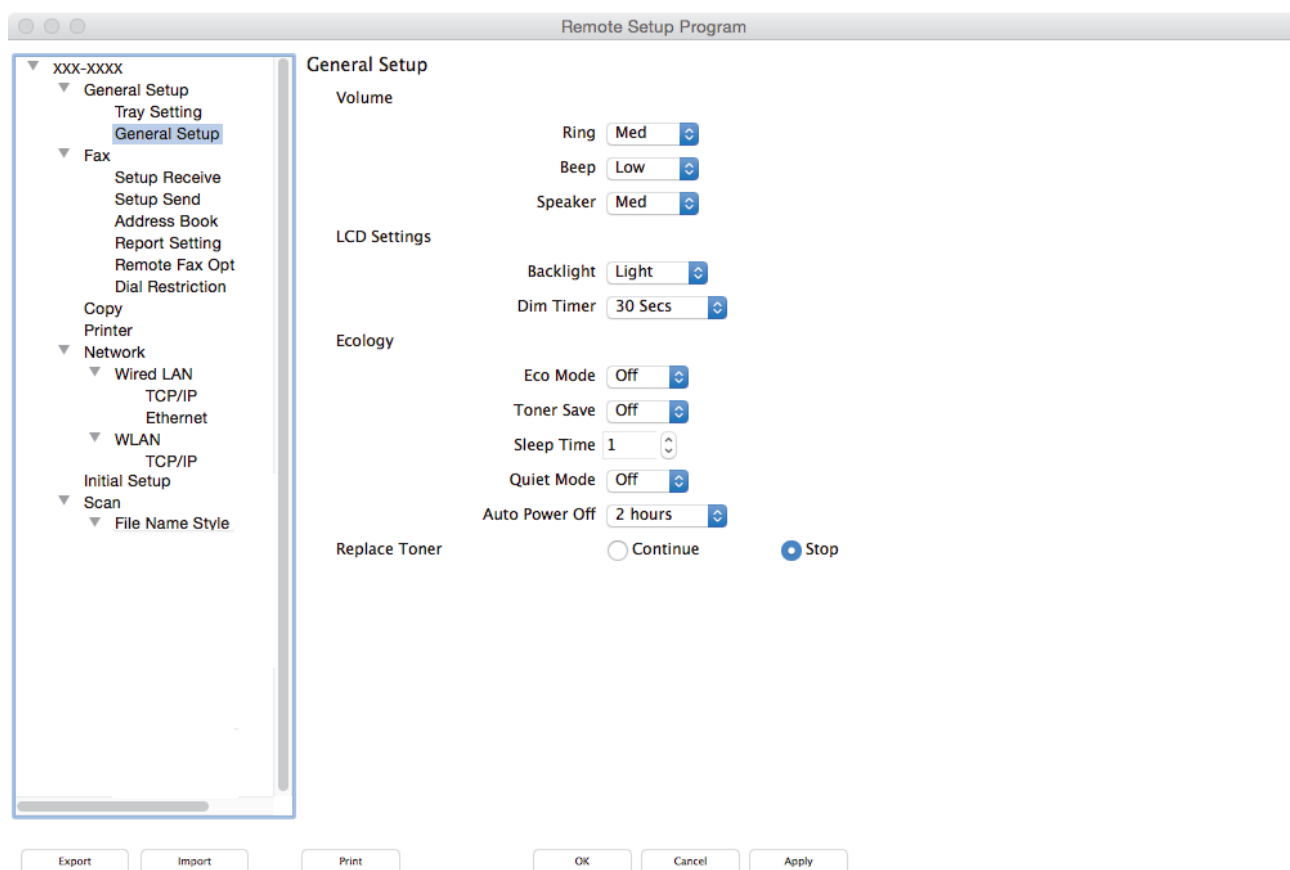 Remote Setup Program
XXX-XXXX
General Setup
Tray Setting
General Setup
Fax
Setup Receive
Setup Send
Address Book
Report Setting
Remote Fax Opt
Dial Restriction
Copy
Printer
Network
Wired LAN
TCP/IP
Ethernet
WLAN
TCP/IP
Initial Setup
Scan
File Name Style
General Setup
Volume
Ring Med
Beep Low
Speaker Med
LCD Settings
Backlight Light
Dim Timer 30 Secs
Ecology
Eco Mode Off
Toner Save Off
Sleep Time 1
Quiet Mode Off
Auto Power Off 2 hours
Replace Toner Continue Stop
Export Import Print OK Cancel Apply